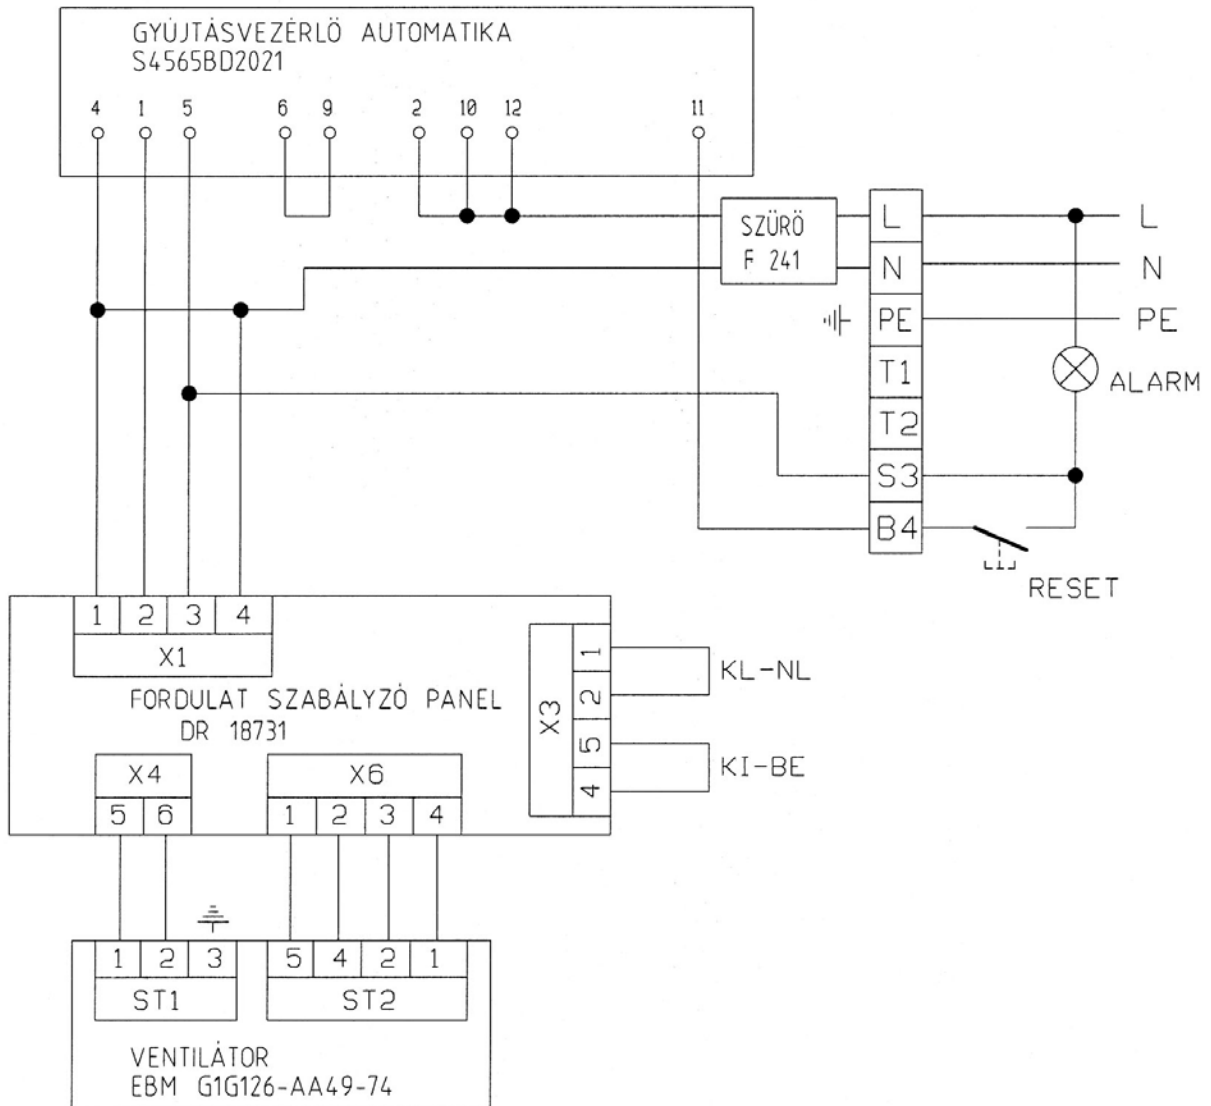 GYÚJTÁSVEZÉRLŐ AUTOMATIKA
S4565BD2021
4 1 5 6 9 2 10 12 11
SZŰRŐ
F 241
L
N
PE
T1
T2
S3
B4
L
N
PE
ALARM
RESET
1 2 3 4
X1
FORDULAT SZABÁLYZÓ PANEL
DR 18731
X3
1
2
5
4
KL-NL
KI-BE
X4
5 6
X6
1 2 3 4
1 2 3
ST1
5 4 2 1
ST2
VENTILÁTOR
EBM G1G126-AA49-74